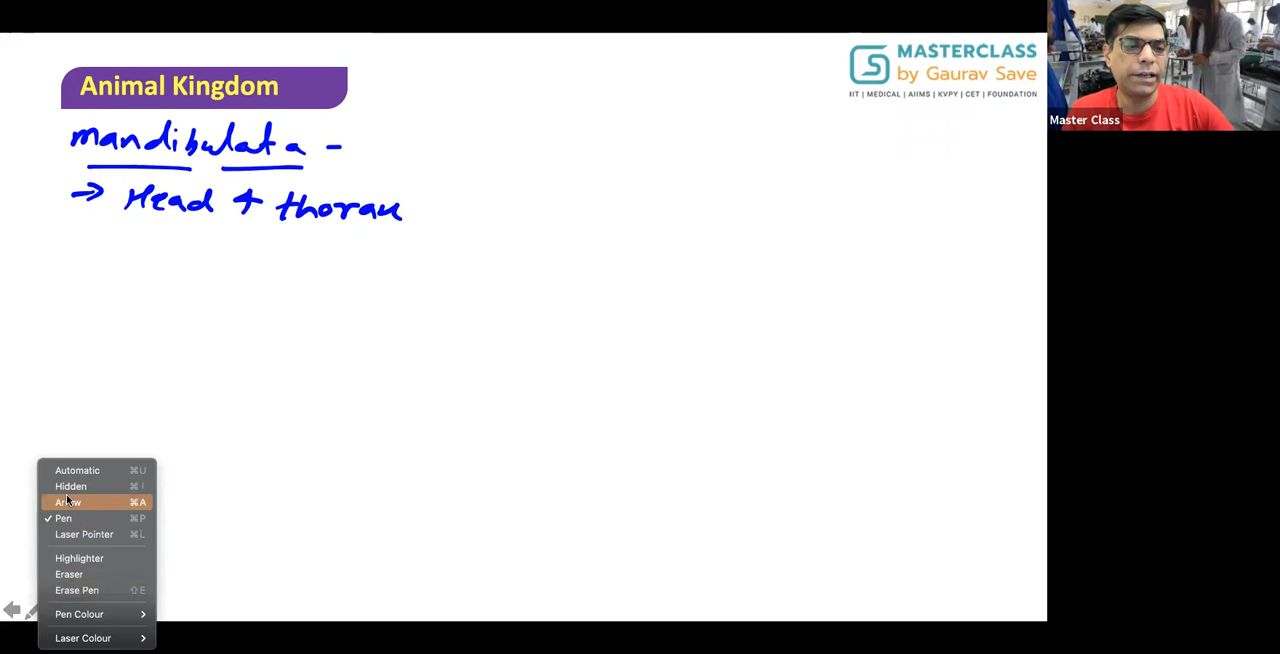 Animal Kingdom
MASTERCLASS
by Gaurav Save
IIT | MEDICAL | AIIMS | KVPY | CET | FOUNDATION
Master Class
mandibulata -
→ Head + thorax
Automatic ⌘U
Hidden ⌘I
Arrow ⌘A
✓ Pen ⌘P
Laser Pointer ⌘L
Highlighter
Eraser
Erase Pen ⇧E
Pen Colour >
Laser Colour >